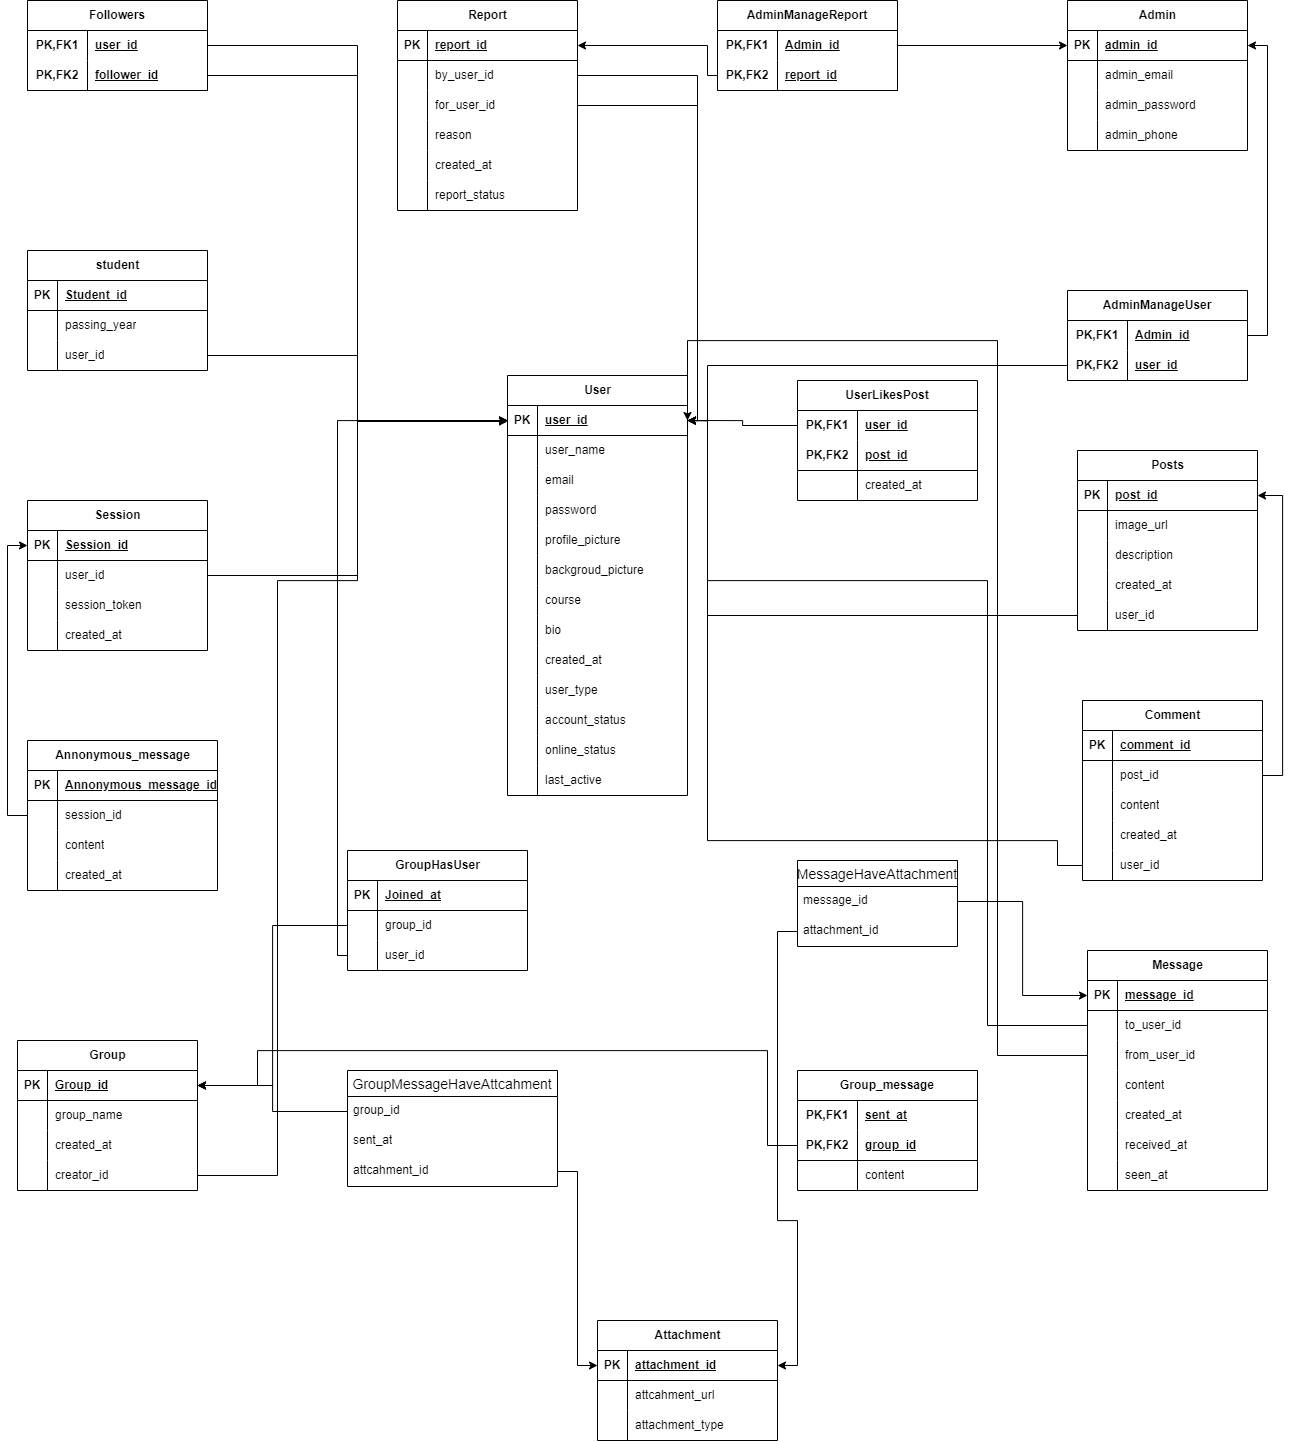 Followers
PK,FK1 user_id
PK,FK2 follower_id
Report
PK report_id
by_user_id
for_user_id
reason
created_at
report_status
AdminManageReport
PK,FK1 Admin_id
PK,FK2 report_id
Admin
PK admin_id
admin_email
admin_password
admin_phone
student
PK Student_id
passing_year
user_id
AdminManageUser
PK,FK1 Admin_id
PK,FK2 user_id
User
PK user_id
user_name
email
password
profile_picture
backgroud_picture
course
bio
created_at
user_type
account_status
online_status
last_active
UserLikesPost
PK,FK1 user_id
PK,FK2 post_id
created_at
Posts
PK post_id
image_url
description
created_at
user_id
Session
PK Session_id
user_id
session_token
created_at
Comment
PK comment_id
post_id
content
created_at
user_id
Annonymous_message
PK Annonymous_message_id
session_id
content
created_at
GroupHasUser
PK Joined_at
group_id
user_id
MessageHaveAttachment
message_id
attachment_id
Message
PK message_id
to_user_id
from_user_id
content
created_at
received_at
seen_at
Group
PK Group_id
group_name
created_at
creator_id
GroupMessageHaveAttcahment
group_id
sent_at
attcahment_id
Group_message
PK,FK1 sent_at
PK,FK2 group_id
content
Attachment
PK attachment_id
attcahment_url
attachment_type